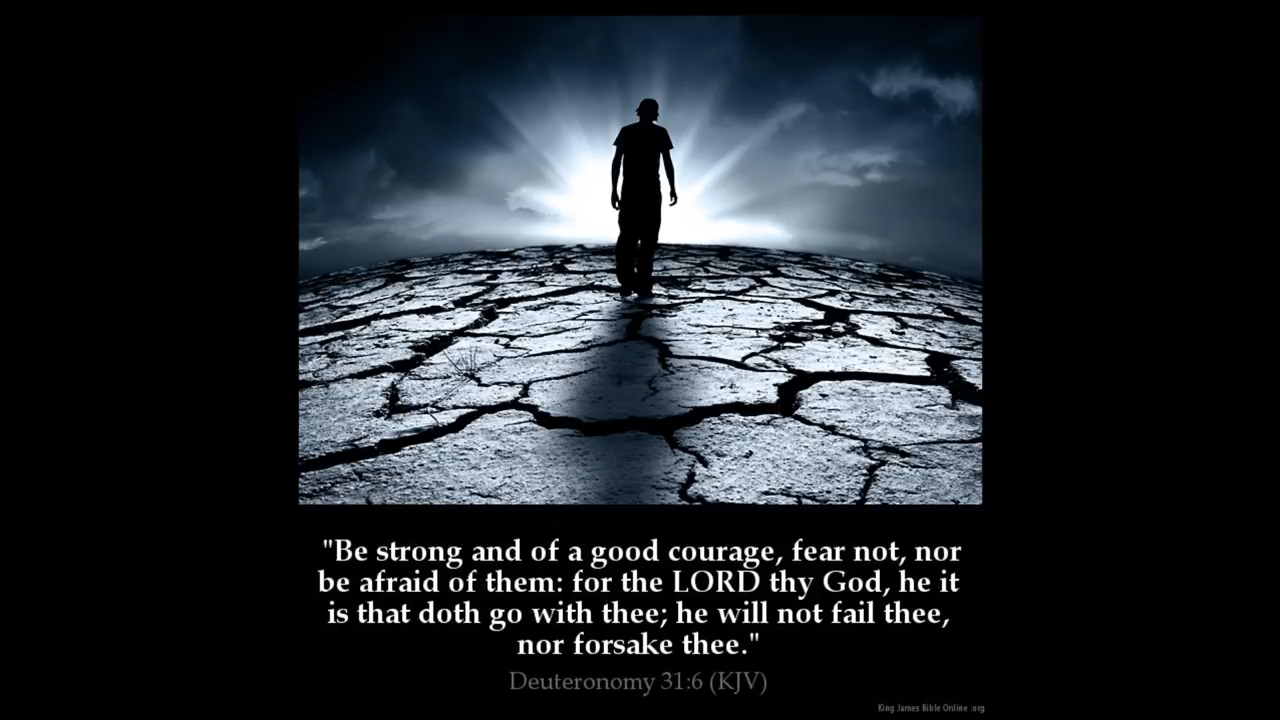 "Be strong and of a good courage, fear not, nor
be afraid of them: for the LORD thy God, he it
is that doth go with thee; he will not fail thee,
nor forsake thee."
Deuteronomy 31:6 (KJV)
King James Bible Online .org